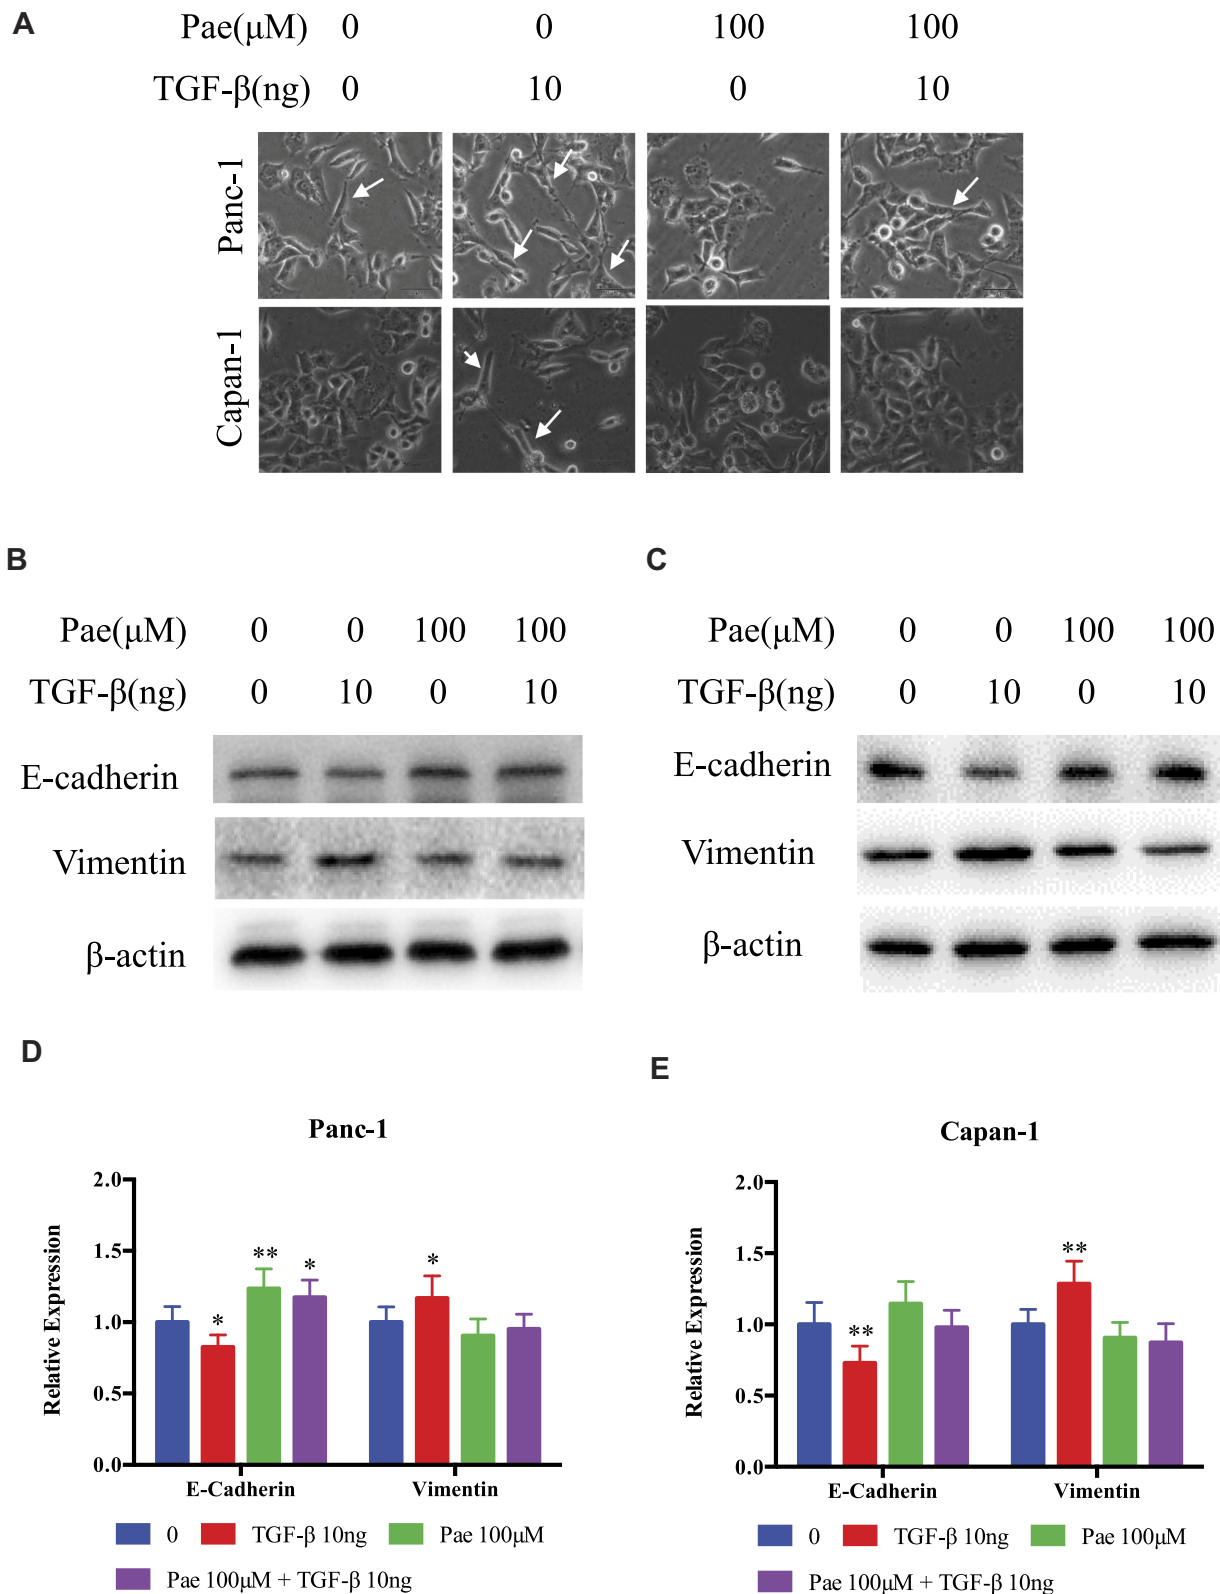 A
Pae(μM) 0 0 100 100
TGF-β(ng) 0 10 0 10
Panc-1
Capan-1
B
Pae(μM) 0 0 100 100
TGF-β(ng) 0 10 0 10
E-cadherin
Vimentin
β-actin
C
Pae(μM) 0 0 100 100
TGF-β(ng) 0 10 0 10
E-cadherin
Vimentin
β-actin
D
Panc-1
Relative Expression
2.0
1.5
1.0
0.5
0.0
* ** * *
E-Cadherin Vimentin
0 TGF-β 10ng Pae 100μM
Pae 100μM + TGF-β 10ng
E
Capan-1
Relative Expression
2.0
1.5
1.0
0.5
0.0
** **
E-Cadherin Vimentin
0 TGF-β 10ng Pae 100μM
Pae 100μM + TGF-β 10ng